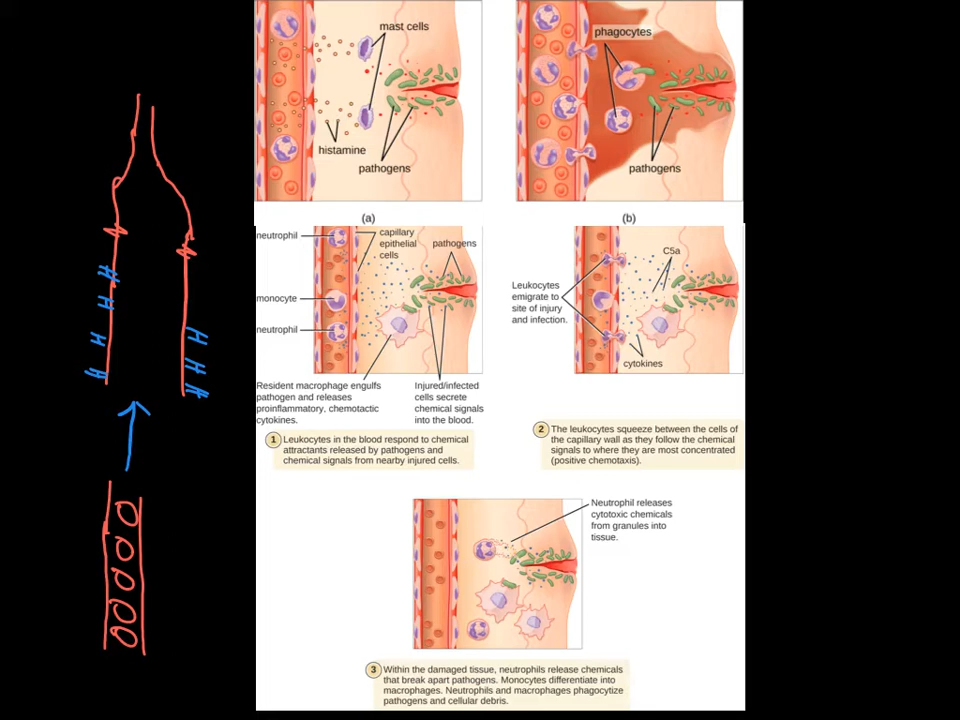 mast cells
histamine
pathogens
(a)
phagocytes
pathogens
(b)
neutrophil
monocyte
neutrophil
capillary
epithelial
cells
pathogens
Resident macrophage engulfs
pathogen and releases
proinflammatory, chemotactic
cytokines.
Injured/infected
cells secrete
chemical signals
into the blood.
1 Leukocytes in the blood respond to chemical
attractants released by pathogens and
chemical signals from nearby injured cells.
C5a
Leukocytes
emigrate to
site of injury
and infection.
cytokines
2 The leukocytes squeeze between the cells of
the capillary wall as they follow the chemical
signals to where they are most concentrated
(positive chemotaxis).
Neutrophil releases
cytotoxic chemicals
from granules into
tissue.
3 Within the damaged tissue, neutrophils release chemicals
that break apart pathogens. Monocytes differentiate into
macrophages. Neutrophils and macrophages phagocytize
pathogens and cellular debris.
H
H
H
H
H
H
H
H